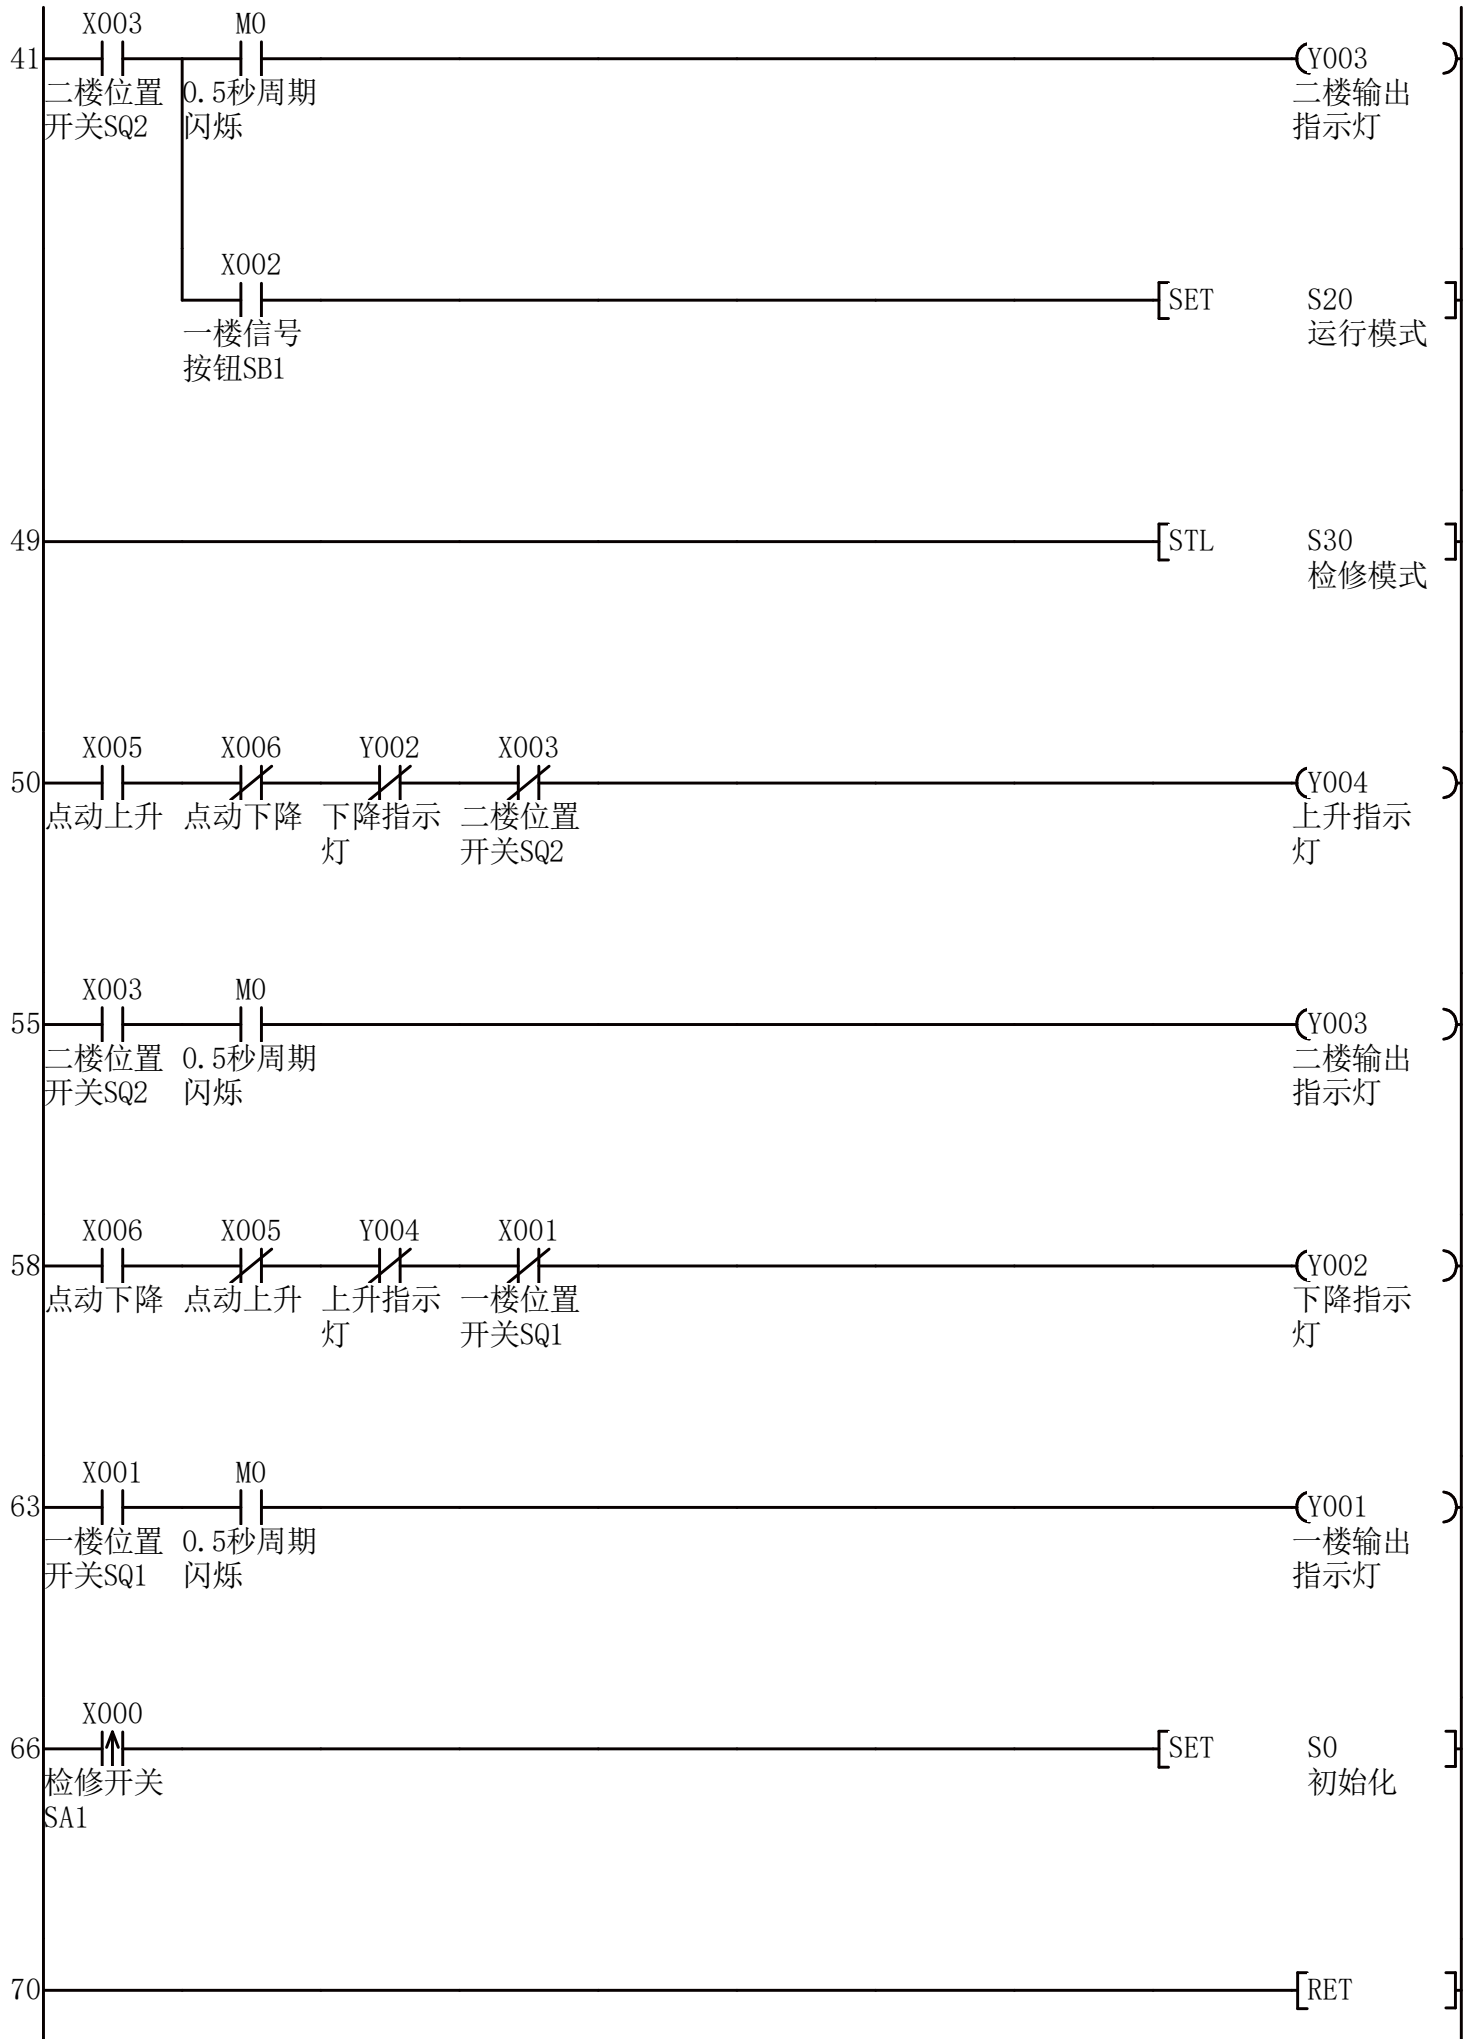 X003 M0
41 (Y003 )
二楼位置 0.5秒周期 二楼输出
开关SQ2 闪烁 指示灯
X002
[SET S20 ]
一楼信号 运行模式
按钮SB1
49 [STL S30 ]
检修模式
X005 X006 Y002 X003
50 (Y004 )
点动上升 点动下降 下降指示 二楼位置 上升指示
灯 开关SQ2 灯
X003 M0
55 (Y003 )
二楼位置 0.5秒周期 二楼输出
开关SQ2 闪烁 指示灯
X006 X005 Y004 X001
58 (Y002 )
点动下降 点动上升 上升指示 一楼位置 下降指示
灯 开关SQ1 灯
X001 M0
63 (Y001 )
一楼位置 0.5秒周期 一楼输出
开关SQ1 闪烁 指示灯
X000
66 [SET S0 ]
检修开关 初始化
SA1
70 [RET ]